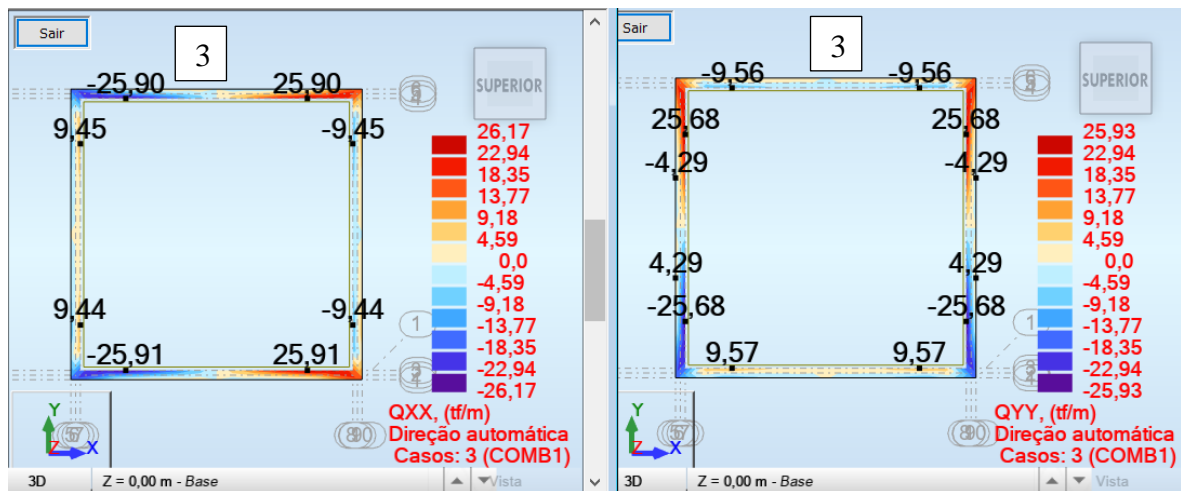 Sair
3
SUPERIOR
-25,90
25,90
9,45
-9,45
9,44
-9,44
-25,91
25,91
1
26,17
22,94
18,35
13,77
9,18
4,59
0,0
-4,59
-9,18
-13,77
-18,35
-22,94
-26,17
QXX, (tf/m)
Direção automática
Casos: 3 (COMB1)
Y
Z
X
3D
Z = 0,00 m - Base
Vista
Sair
3
SUPERIOR
-9,56
-9,56
25,68
25,68
-4,29
-4,29
4,29
4,29
-25,68
-25,68
9,57
9,57
1
25,93
22,94
18,35
13,77
9,18
4,59
0,0
-4,59
-9,18
-13,77
-18,35
-22,94
-25,93
QYY, (tf/m)
Direção automática
Casos: 3 (COMB1)
Y
Z
X
3D
Z = 0,00 m - Base
Vista